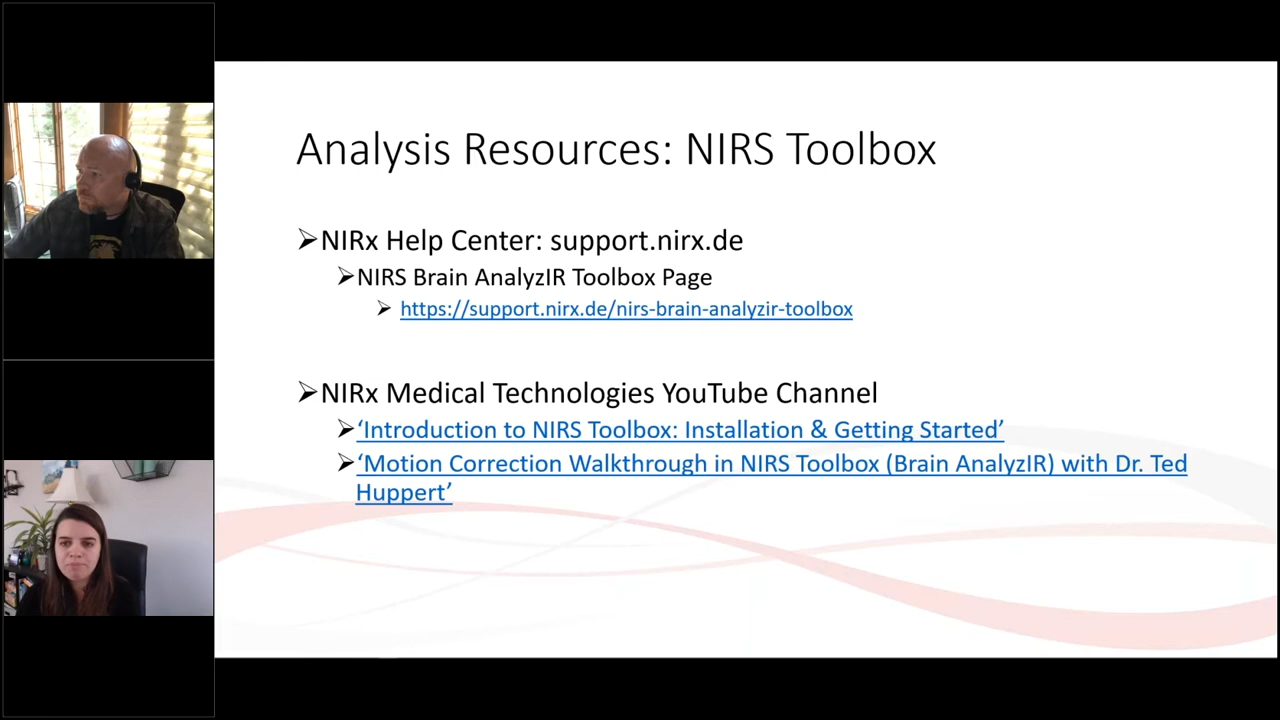 Analysis Resources: NIRS Toolbox
➢NIRx Help Center: support.nirx.de
➢NIRS Brain AnalyzIR Toolbox Page
➢ https://support.nirx.de/nirs-brain-analyzir-toolbox
➢NIRx Medical Technologies YouTube Channel
➢‘Introduction to NIRS Toolbox: Installation & Getting Started’
➢‘Motion Correction Walkthrough in NIRS Toolbox (Brain AnalyzIR) with Dr. Ted
Huppert’